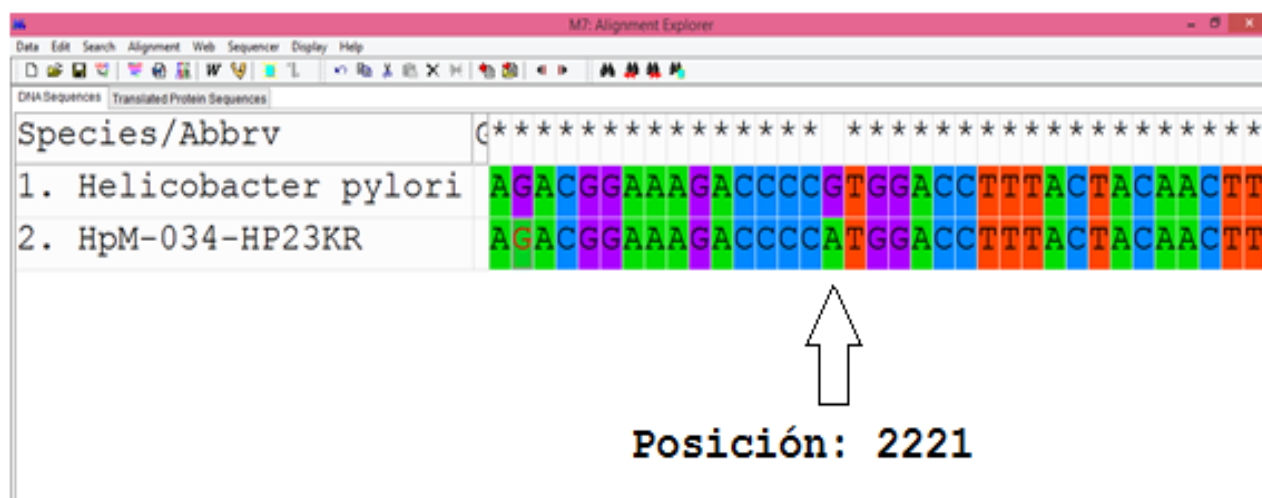 M7: Alignment Explorer
Data Edit Search Alignment Web Sequencer Display Help
W
DNA Sequences Translated Protein Sequences
Species/Abbrv G * * * * * * * * * * * * * * *   * * * * * * * * * * * * * * * * * * *
1. Helicobacter pylori AGACGGAAAGACCCCGTGGACCTTTACTACAACTT
2. HpM-034-HP23KR AGACGGAAAGACCCCATGGACCTTTACTACAACTT
Posición: 2221